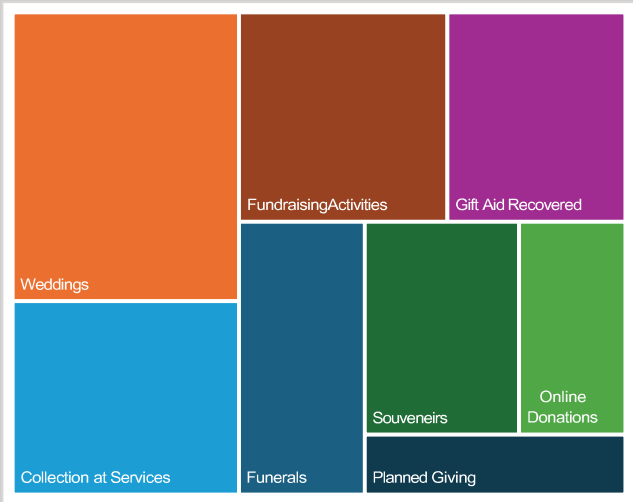 FundraisingActivities
Gift Aid Recovered
Weddings
Online
Donations
Souveneirs
Collection at Services
Funerals
Planned Giving